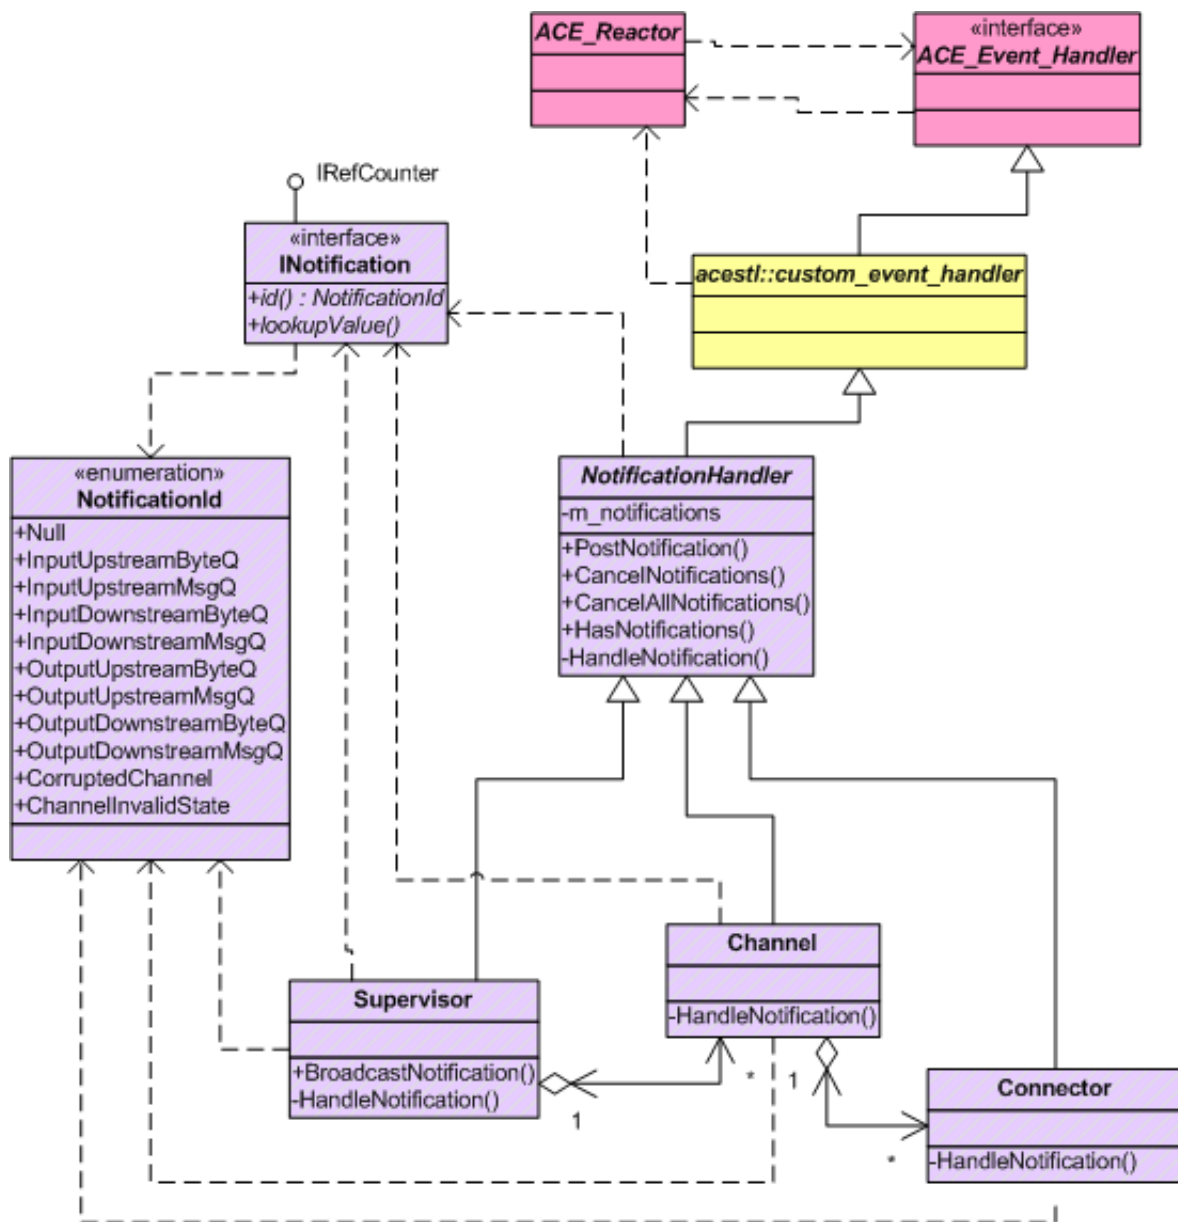 ACE_Reactor
«interface»
ACE_Event_Handler
IRefCounter
«interface»
INotification
+id() : NotificationId
+lookupValue()
acestl::custom_event_handler
«enumeration»
NotificationId
+Null
+InputUpstreamByteQ
+InputUpstreamMsgQ
+InputDownstreamByteQ
+InputDownstreamMsgQ
+OutputUpstreamByteQ
+OutputUpstreamMsgQ
+OutputDownstreamByteQ
+OutputDownstreamMsgQ
+CorruptedChannel
+ChannelInvalidState
NotificationHandler
-m_notifications
+PostNotification()
+CancelNotifications()
+CancelAllNotifications()
+HasNotifications()
-HandleNotification()
Channel
-HandleNotification()
Supervisor
+BroadcastNotification()
-HandleNotification()
1
*
1
*
Connector
-HandleNotification()